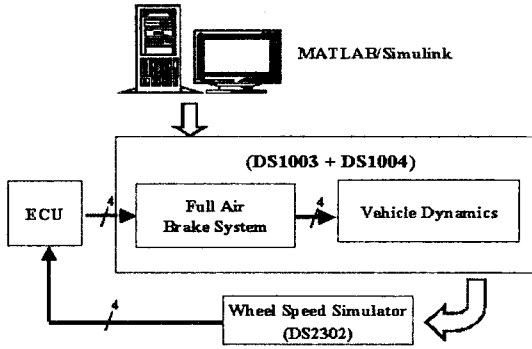 MATLAB/Simulink
(DS1003 + DS1004)
ECU
4
Full Air
Brake System
4
Vehicle Dynamics
4
Wheel Speed Simulator
(DS2302)